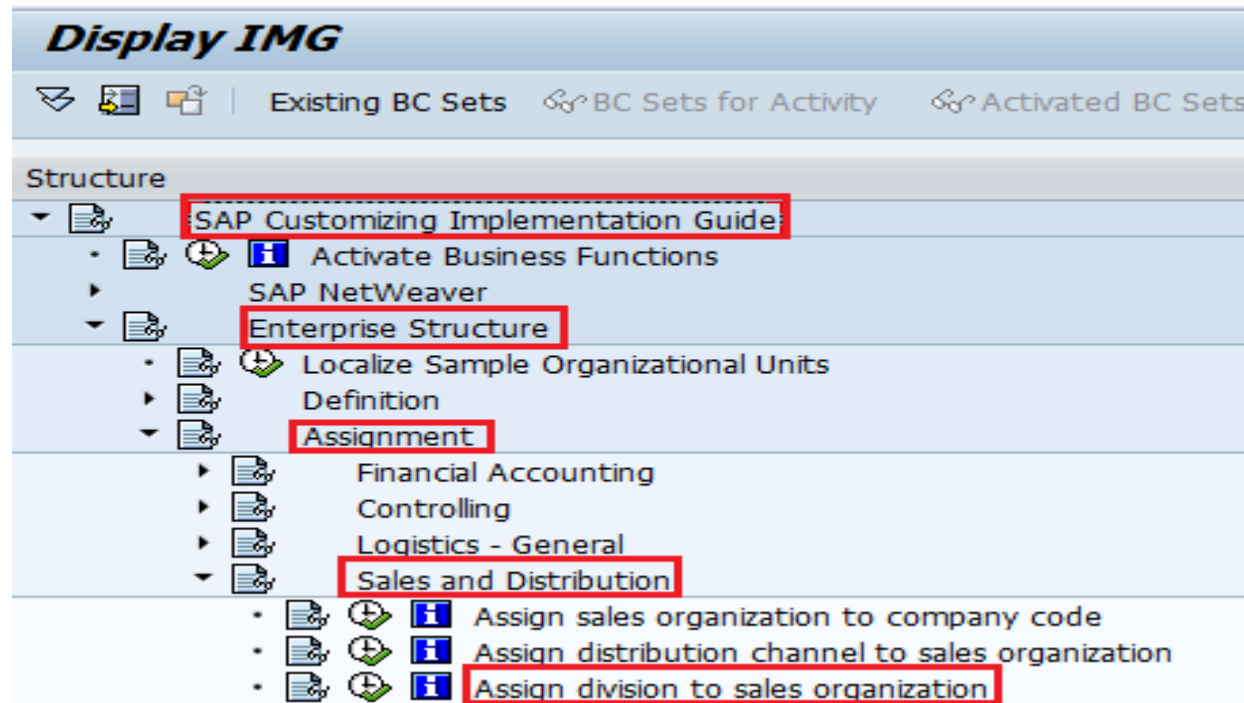 Display IMG
Existing BC Sets BC Sets for Activity Activated BC Sets
Structure
SAP Customizing Implementation Guide
Activate Business Functions
SAP NetWeaver
Enterprise Structure
Localize Sample Organizational Units
Definition
Assignment
Financial Accounting
Controlling
Logistics - General
Sales and Distribution
Assign sales organization to company code
Assign distribution channel to sales organization
Assign division to sales organization